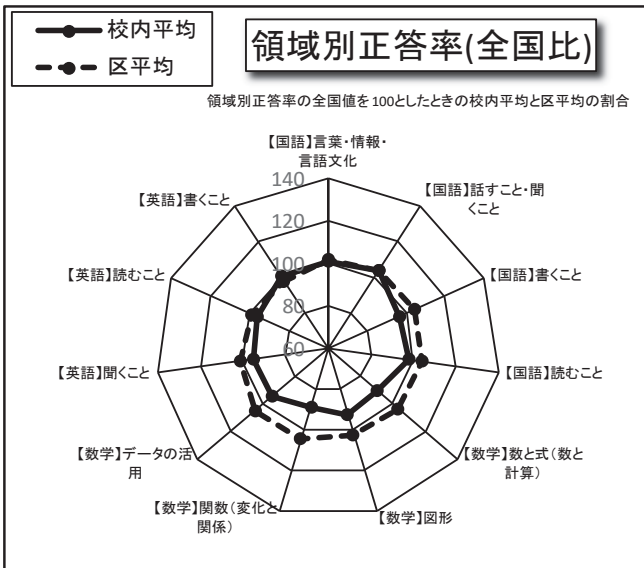 校内平均
区平均
領域別正答率(全国比)
領域別正答率の全国値を100としたときの校内平均と区平均の割合
【国語】言葉・情報・
言語文化
【国語】話すこと・聞
くこと
【国語】書くこと
【国語】読むこと
【数学】数と式(数と
計算)
【数学】図形
【数学】関数(変化と
関係)
【数学】データの活
用
【英語】聞くこと
【英語】読むこと
【英語】書くこと
140
120
100
80
60